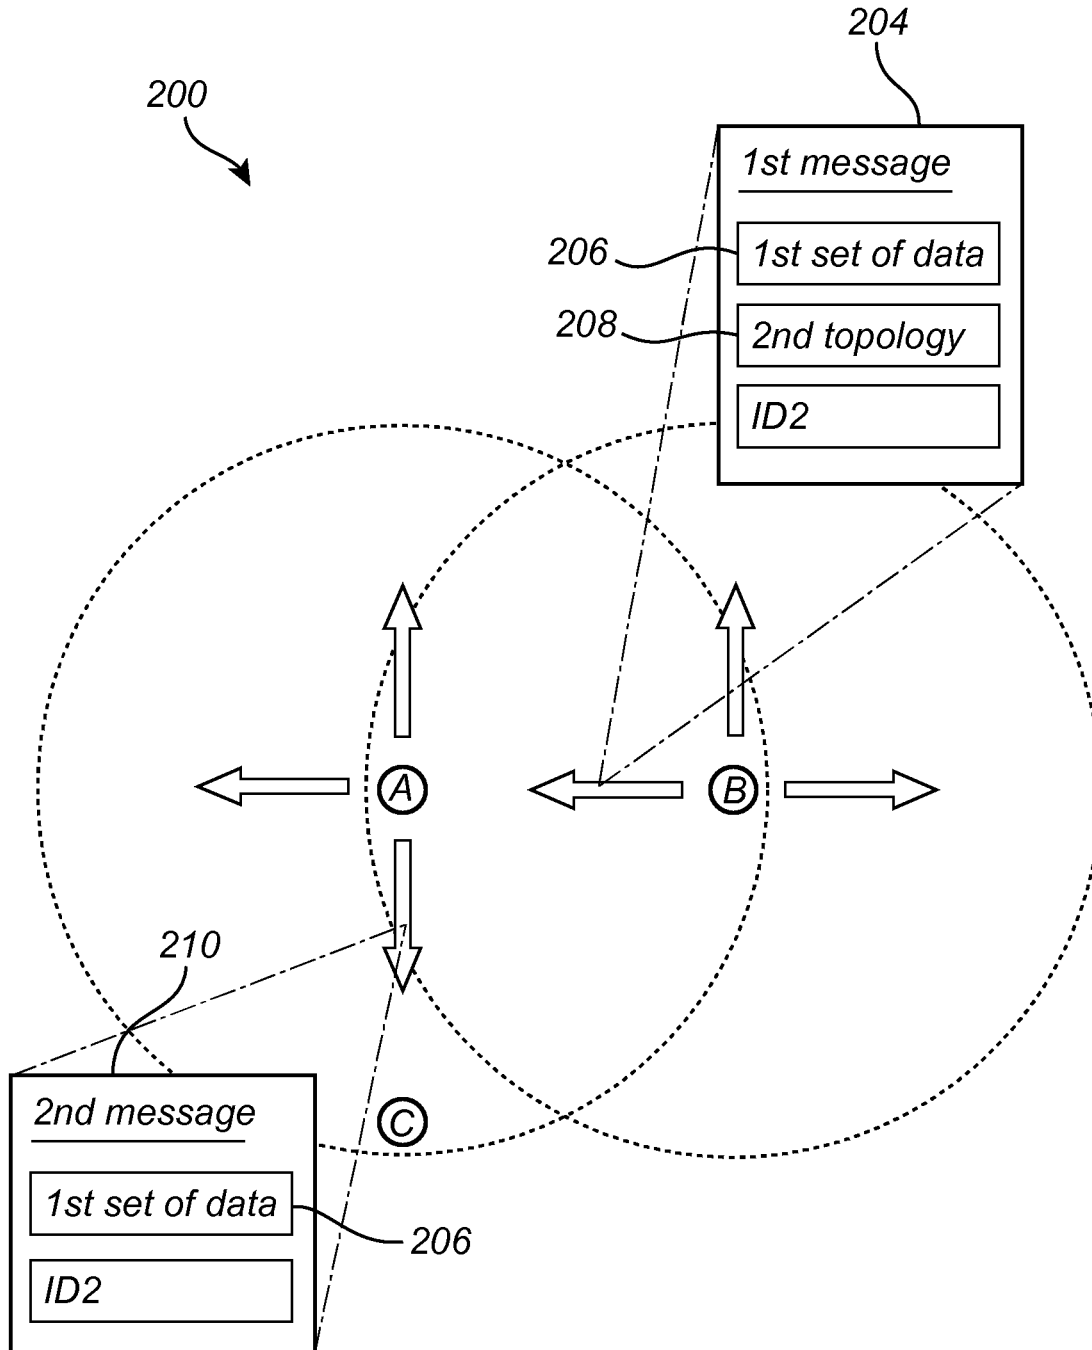 204
200
1st message
206
1st set of data
208
2nd topology
ID2
A
B
210
2nd message
C
1st set of data
206
ID2